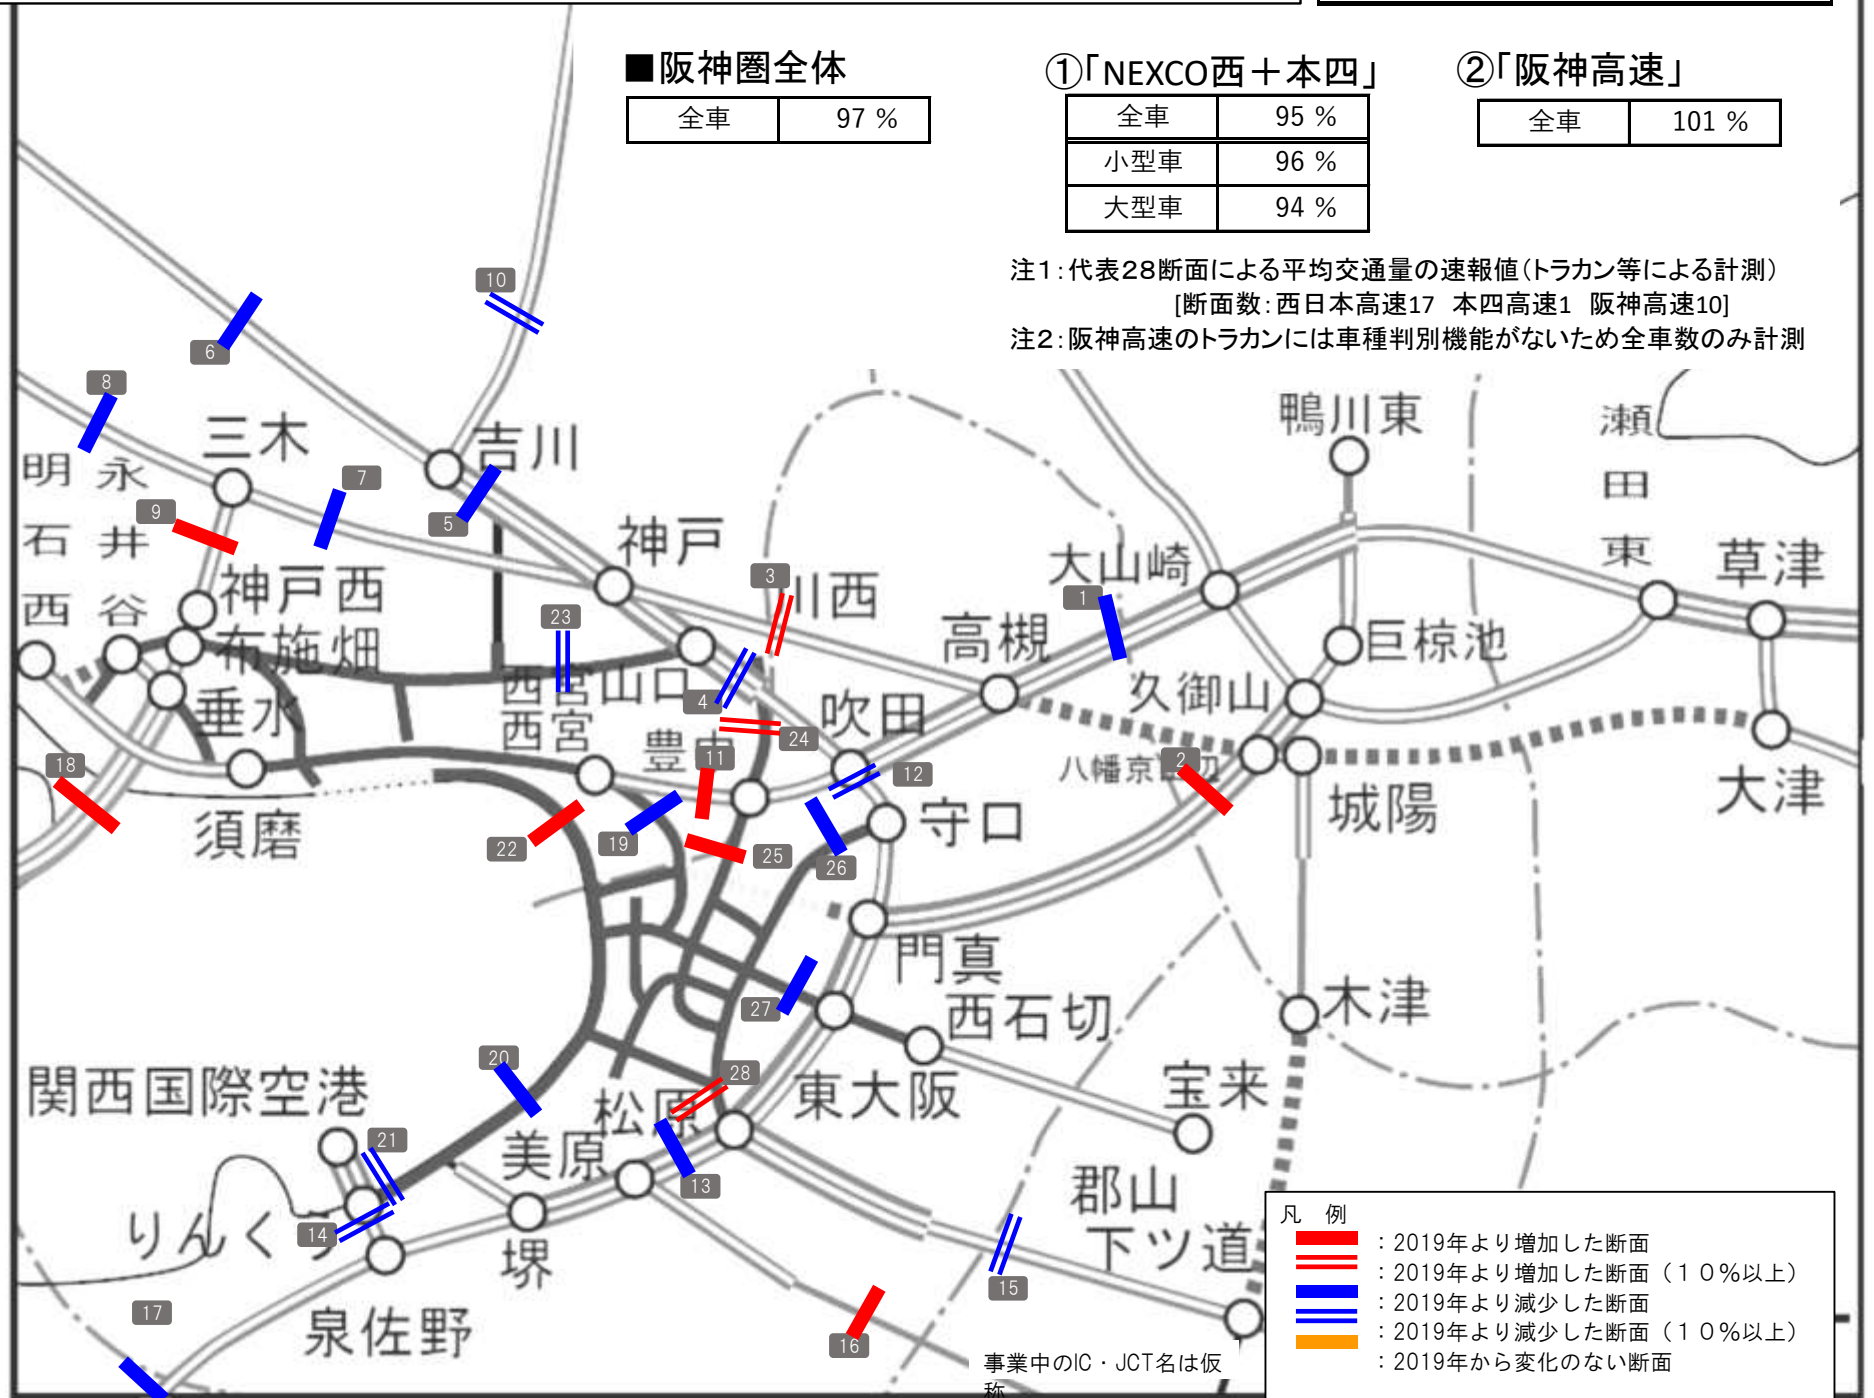 ■阪神圏全体
全車 97 %
①「NEXCO西＋本四」
全車 95 %
小型車 96 %
大型車 94 %
②「阪神高速」
全車 101 %
注1：代表28断面による平均交通量の速報値（トラカン等による計測）
[断面数：西日本高速17 本四高速1 阪神高速10]
注2：阪神高速のトラカンには車種判別機能がないため全車数のみ計測
10
6
8
三木
吉川
鴨川東
瀬田東
明石西
永井谷
7
9
5
神戸
大山崎
草津
神戸西
3
川西
1
23
高槻
巨椋池
布施畑
西宮山口
4
久御山
垂水
西宮
吹田
豊中
24
18
11
12
八幡京田辺
2
城陽
大津
須磨
22
19
25
26
守口
門真
27
西石切
木津
関西国際空港
20
松原
28
東大阪
宝来
21
美原
13
郡山下ツ道
りんくう
14
堺
15
17
泉佐野
16
事業中のIC・JCT名は仮
称
凡 例
：2019年より増加した断面
：2019年より増加した断面（１０%以上）
：2019年より減少した断面
：2019年より減少した断面（１０%以上）
：2019年から変化のない断面